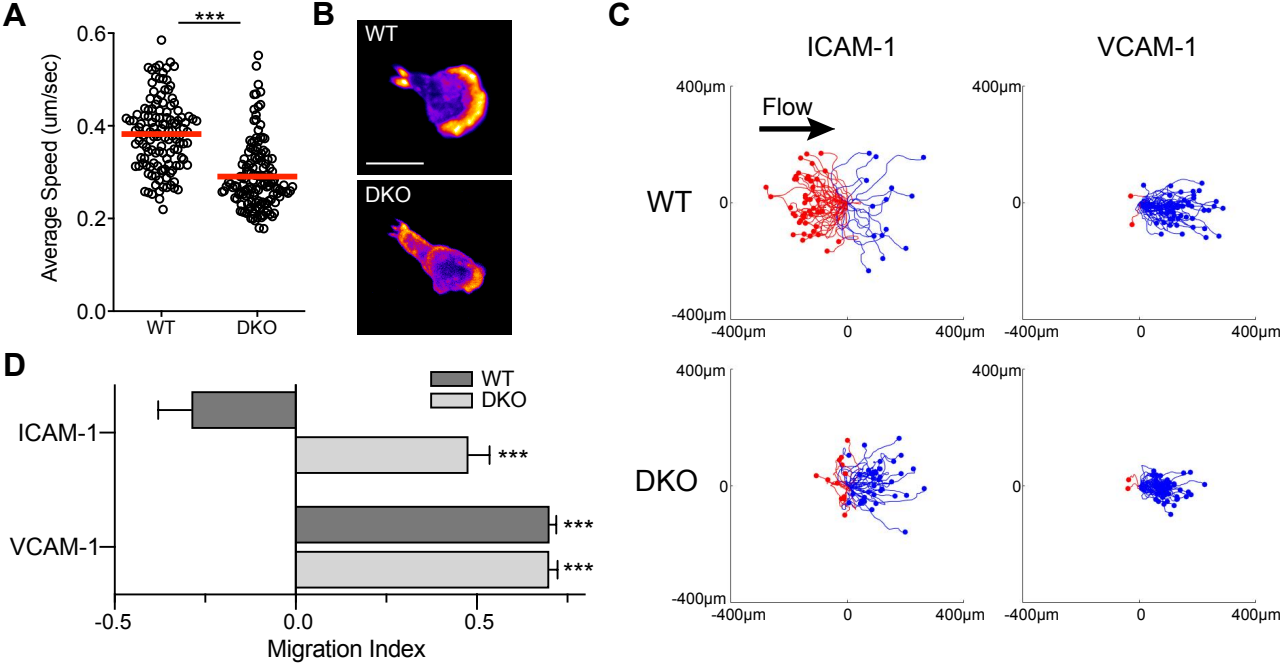 A
***
0.6
0.4
0.2
0.0
Average Speed (um/sec)
WT
DKO
B
WT
DKO
C
ICAM-1
VCAM-1
WT
DKO
400µm
0
-400µm
-400µm
0
400µm
Flow
400µm
0
-400µm
0
400µm
400µm
0
-400µm
-400µm
0
400µm
400µm
0
-400µm
-400µm
0
400µm
D
WT
DKO
ICAM-1
***
VCAM-1
***
***
-0.5
0.0
0.5
Migration Index